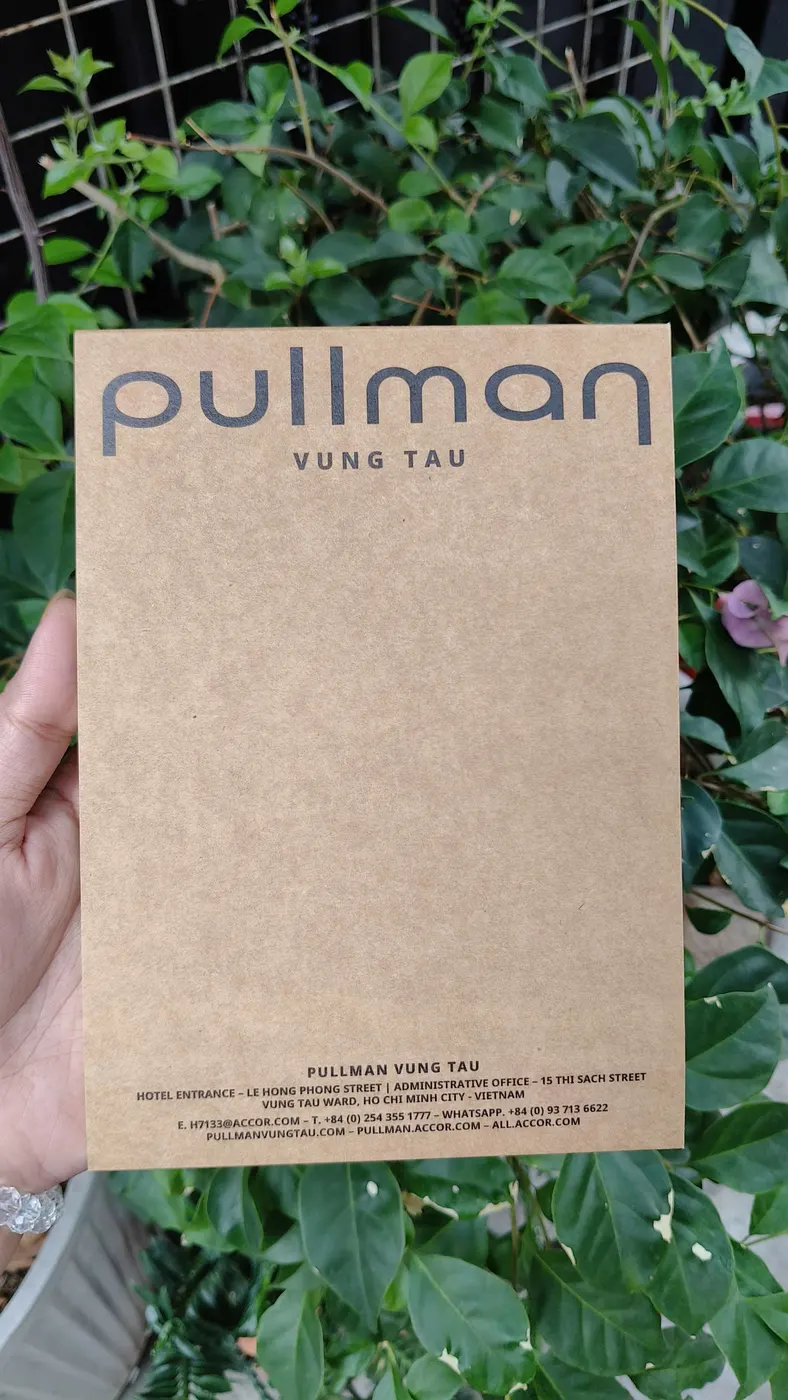 pullman
VUNG TAU
PULLMAN VUNG TAU
HOTEL ENTRANCE – LE HONG PHONG STREET | ADMINISTRATIVE OFFICE – 15 THI SACH STREET
VUNG TAU WARD, HO CHI MINH CITY - VIETNAM
E. H7133@ACCOR.COM – T. +84 (0) 254 355 1777 – WHATSAPP. +84 (0) 93 713 6622
PULLMANVUNGTAU.COM – PULLMAN.ACCOR.COM – ALL.ACCOR.COM